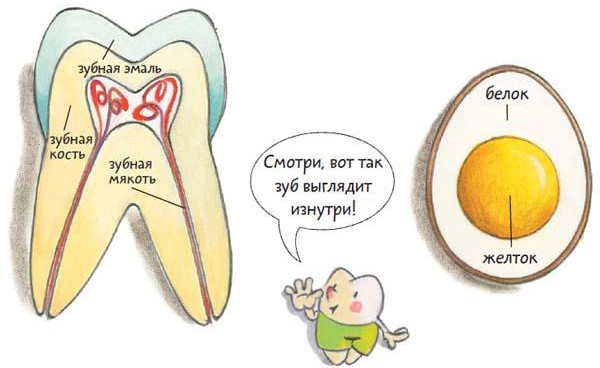 зубная эмаль
зубная
кость
зубная
мякоть
Смотри, вот так
зуб выглядит
изнутри!
белок
желток